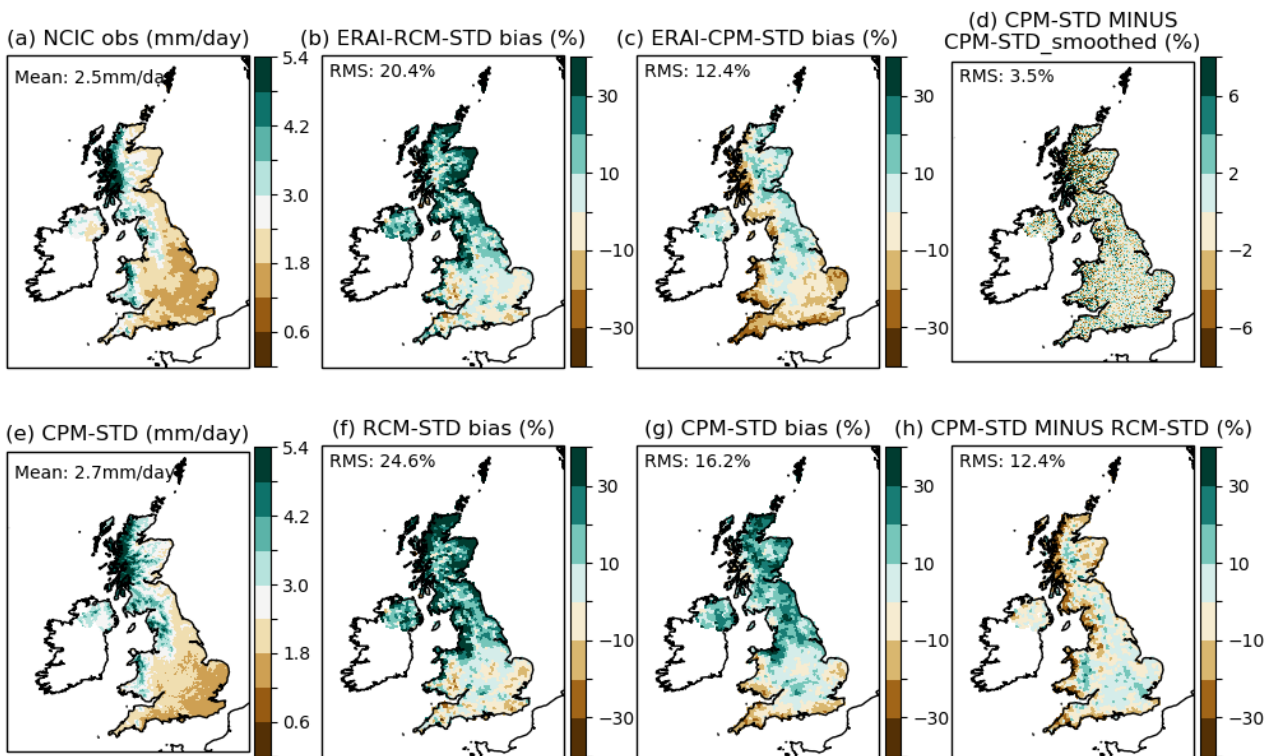 (a) NCIC obs (mm/day)
Mean: 2.5mm/day
5.4
4.2
3.0
1.8
0.6
(b) ERAI-RCM-STD bias (%)
RMS: 20.4%
30
10
−10
−30
(c) ERAI-CPM-STD bias (%)
RMS: 12.4%
30
10
−10
−30
(d) CPM-STD MINUS
CPM-STD_smoothed (%)
RMS: 3.5%
6
2
−2
−6
(e) CPM-STD (mm/day)
Mean: 2.7mm/day
5.4
4.2
3.0
1.8
0.6
(f) RCM-STD bias (%)
RMS: 24.6%
30
10
−10
−30
(g) CPM-STD bias (%)
RMS: 16.2%
30
10
−10
−30
(h) CPM-STD MINUS RCM-STD (%)
RMS: 12.4%
30
10
−10
−30